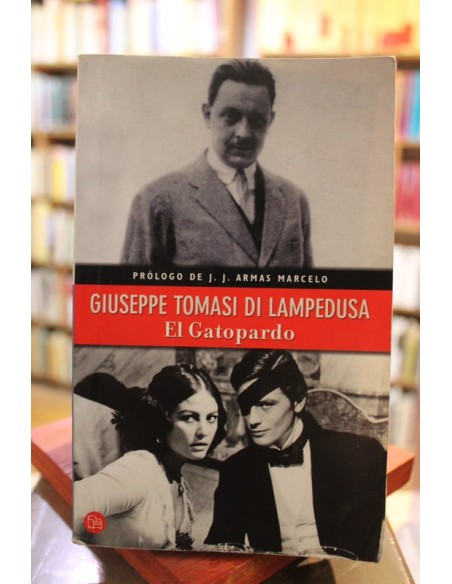 PRÓLOGO DE J. J. ARMAS MARCELO
GIUSEPPE TOMASI DI LAMPEDUSA
El Gatopardo